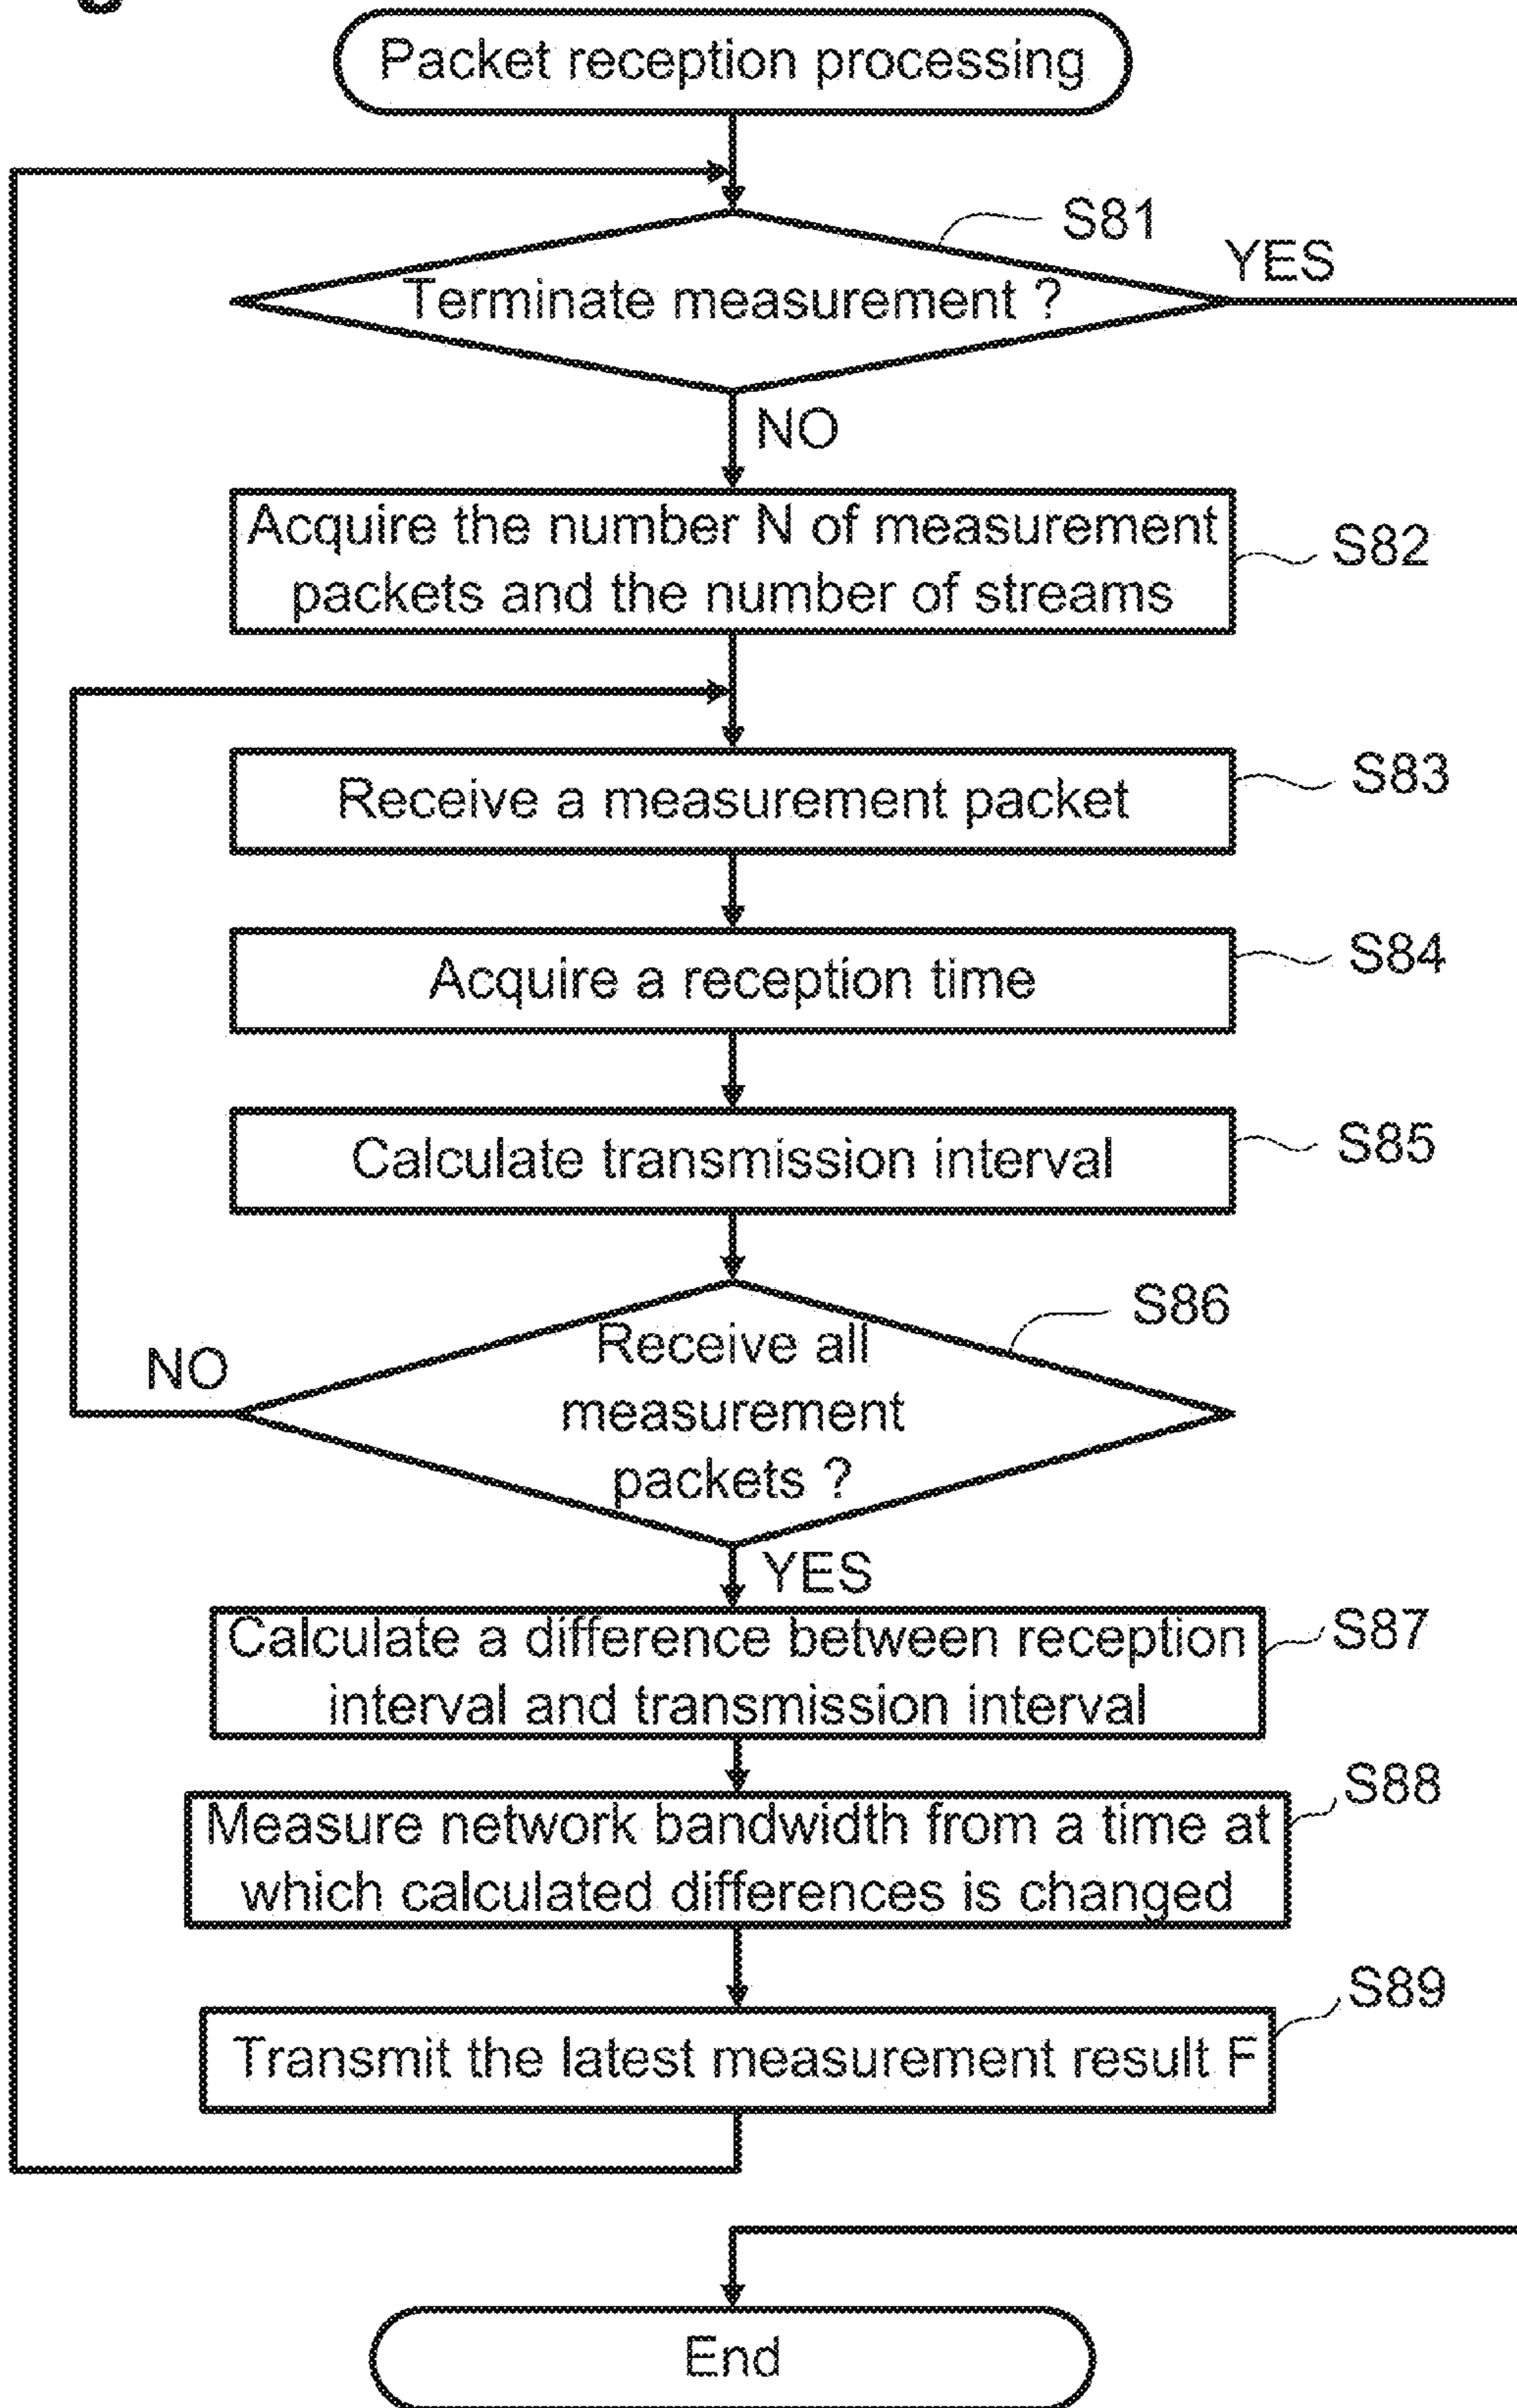 Packet reception processing
S81
YES
Terminate measurement ?
NO
Acquire the number N of measurement
packets and the number of streams
S82
Receive a measurement packet
S83
Acquire a reception time
S84
Calculate transmission interval
S85
S86
NO
Receive all
measurement
packets ?
YES
Calculate a difference between reception
interval and transmission interval
S87
Measure network bandwidth from a time at
which calculated differences is changed
S88
Transmit the latest measurement result F
S89
End